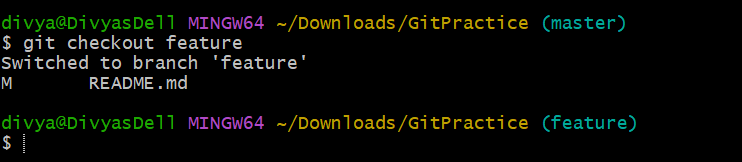 divya@DivyasDell MINGW64 ~/Downloads/GitPractice (master)
$ git checkout feature
Switched to branch 'feature'
M       README.md
divya@DivyasDell MINGW64 ~/Downloads/GitPractice (feature)
$